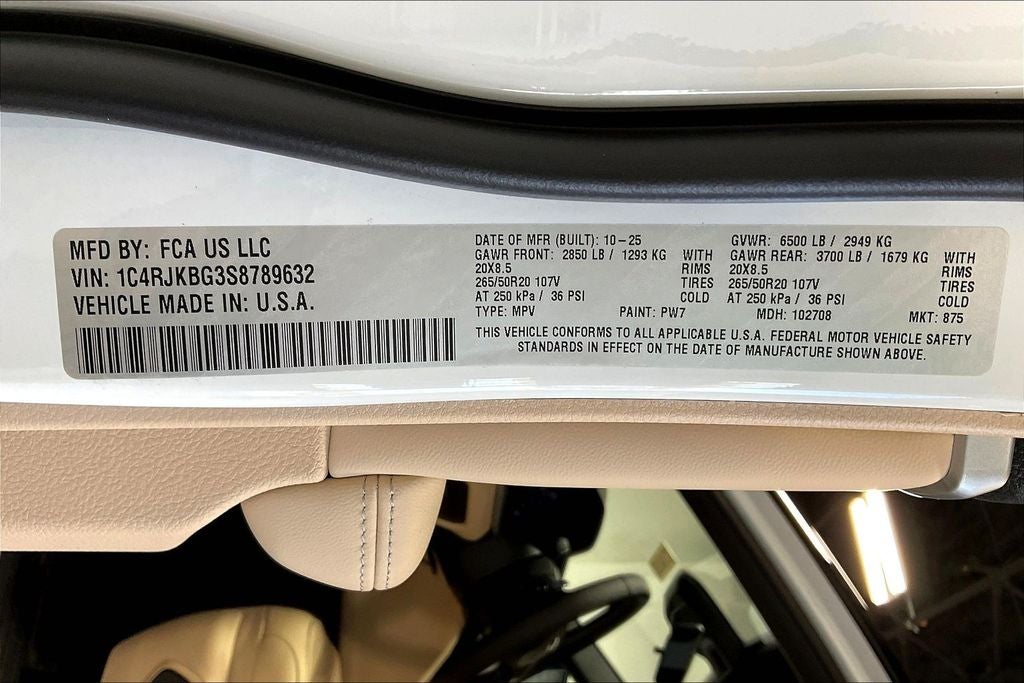 MFD BY: FCA US LLC
VIN: 1C4RJKBG3S8789632
VEHICLE MADE IN: U.S.A.
DATE OF MFR (BUILT): 10-25
GAWR FRONT: 2850 LB / 1293 KG WITH
20X8.5 RIMS
265/50R20 107V TIRES
AT 250 kPa / 36 PSI COLD
TYPE: MPV PAINT: PW7
GVWR: 6500 LB / 2949 KG
GAWR REAR: 3700 LB / 1679 KG WITH
20X8.5 RIMS
265/50R20 107V TIRES
AT 250 kPa / 36 PSI COLD
MDH: 102708 MKT: 875
THIS VEHICLE CONFORMS TO ALL APPLICABLE U.S.A. FEDERAL MOTOR VEHICLE SAFETY
STANDARDS IN EFFECT ON THE DATE OF MANUFACTURE SHOWN ABOVE.